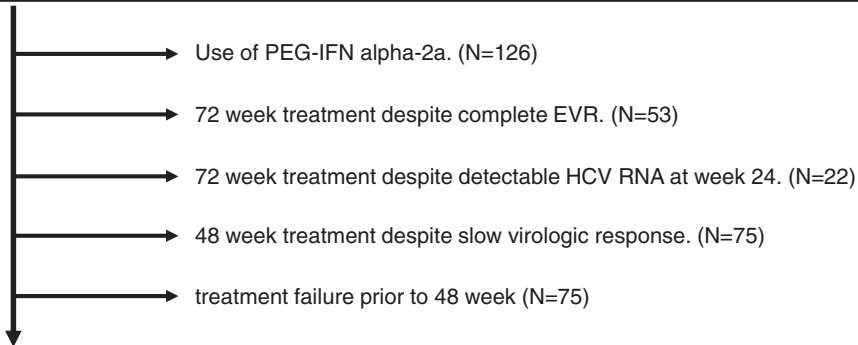 Use of PEG-IFN alpha-2a. (N=126)
72 week treatment despite complete EVR. (N=53)
72 week treatment despite detectable HCV RNA at week 24. (N=22)
48 week treatment despite slow virologic response. (N=75)
treatment failure prior to 48 week (N=75)